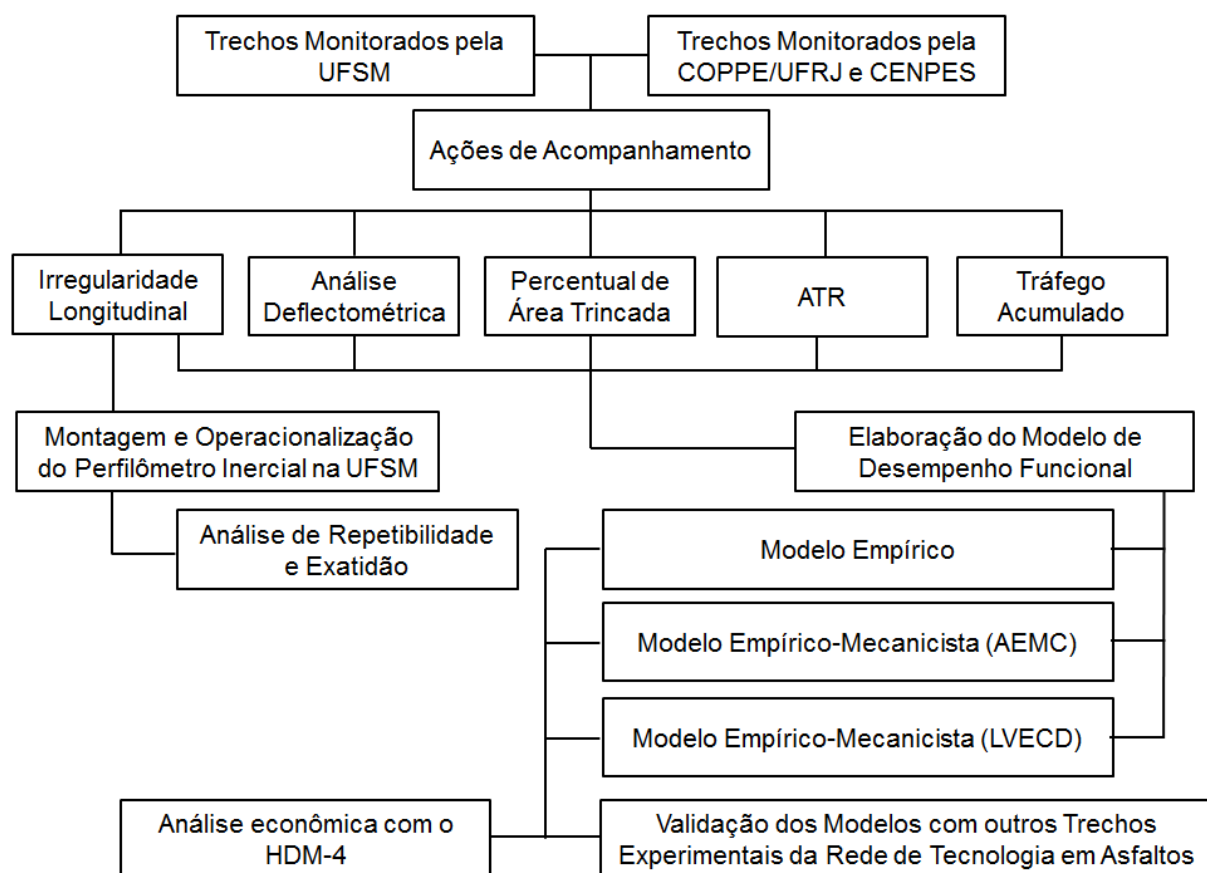 Trechos Monitorados pela
UFSM
Trechos Monitorados pela
COPPE/UFRJ e CENPES
Ações de Acompanhamento
Irregularidade
Longitudinal
Análise
Deflectométrica
Percentual de
Área Trincada
ATR
Tráfego
Acumulado
Montagem e Operacionalização
do Perfilômetro Inercial na UFSM
Elaboração do Modelo de
Desempenho Funcional
Análise de Repetibilidade
e Exatidão
Modelo Empírico
Modelo Empírico-Mecanicista (AEMC)
Modelo Empírico-Mecanicista (LVECD)
Análise econômica com o
HDM-4
Validação dos Modelos com outros Trechos
Experimentais da Rede de Tecnologia em Asfaltos